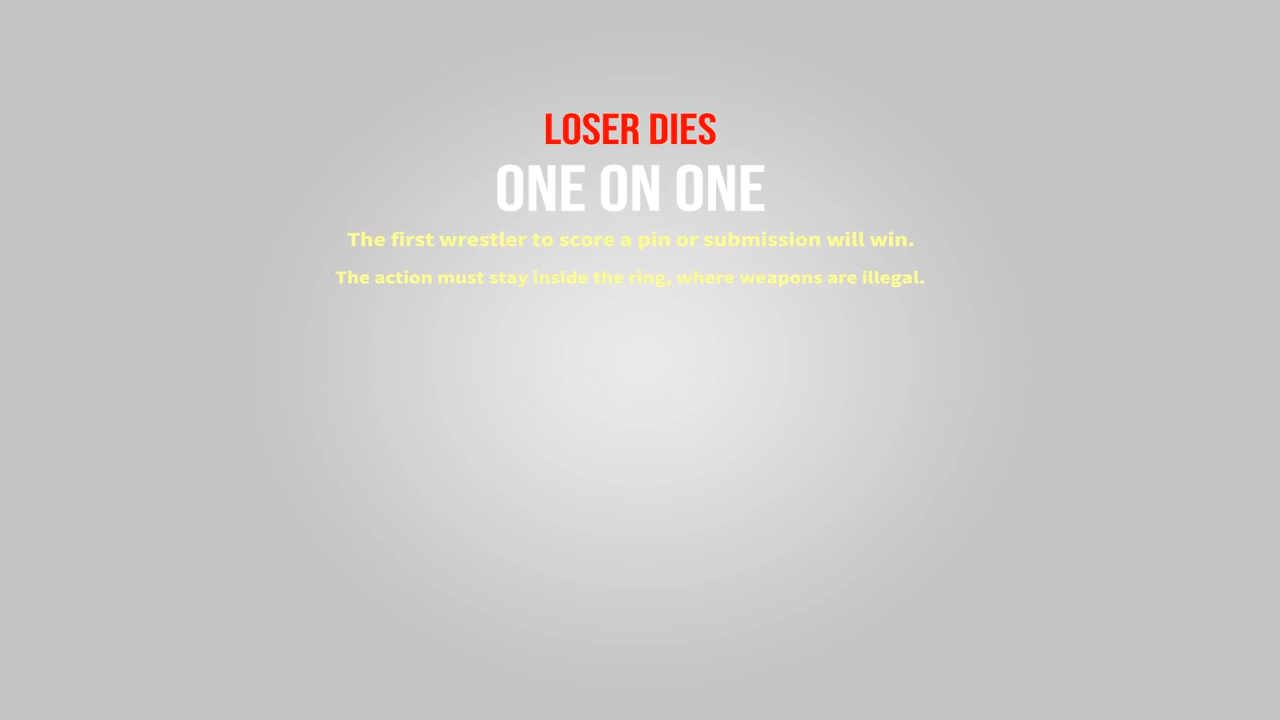 LOSER DIES
ONE ON ONE
The first wrestler to score a pin or submission will win.
The action must stay inside the ring, where weapons are illegal.